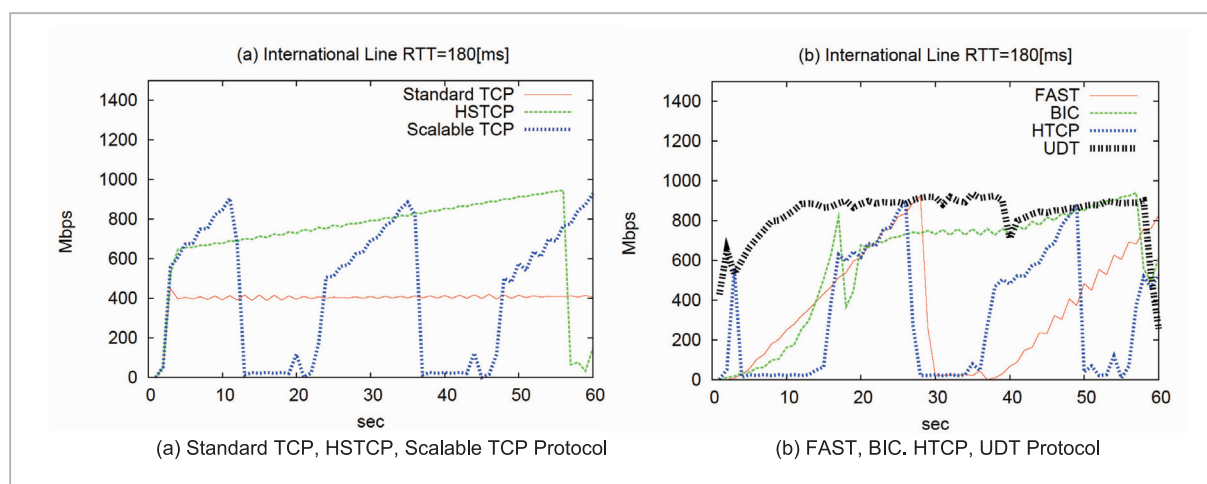 (a) International Line RTT=180[ms]
1400
1200
1000
800
600
400
200
0
Mbps
Standard TCP
HSTCP
Scalable TCP
0 10 20 30 40 50 60
sec
(a) Standard TCP, HSTCP, Scalable TCP Protocol
(b) International Line RTT=180[ms]
1400
1200
1000
800
600
400
200
0
Mbps
FAST
BIC
HTCP
UDT
0 10 20 30 40 50 60
sec
(b) FAST, BIC. HTCP, UDT Protocol